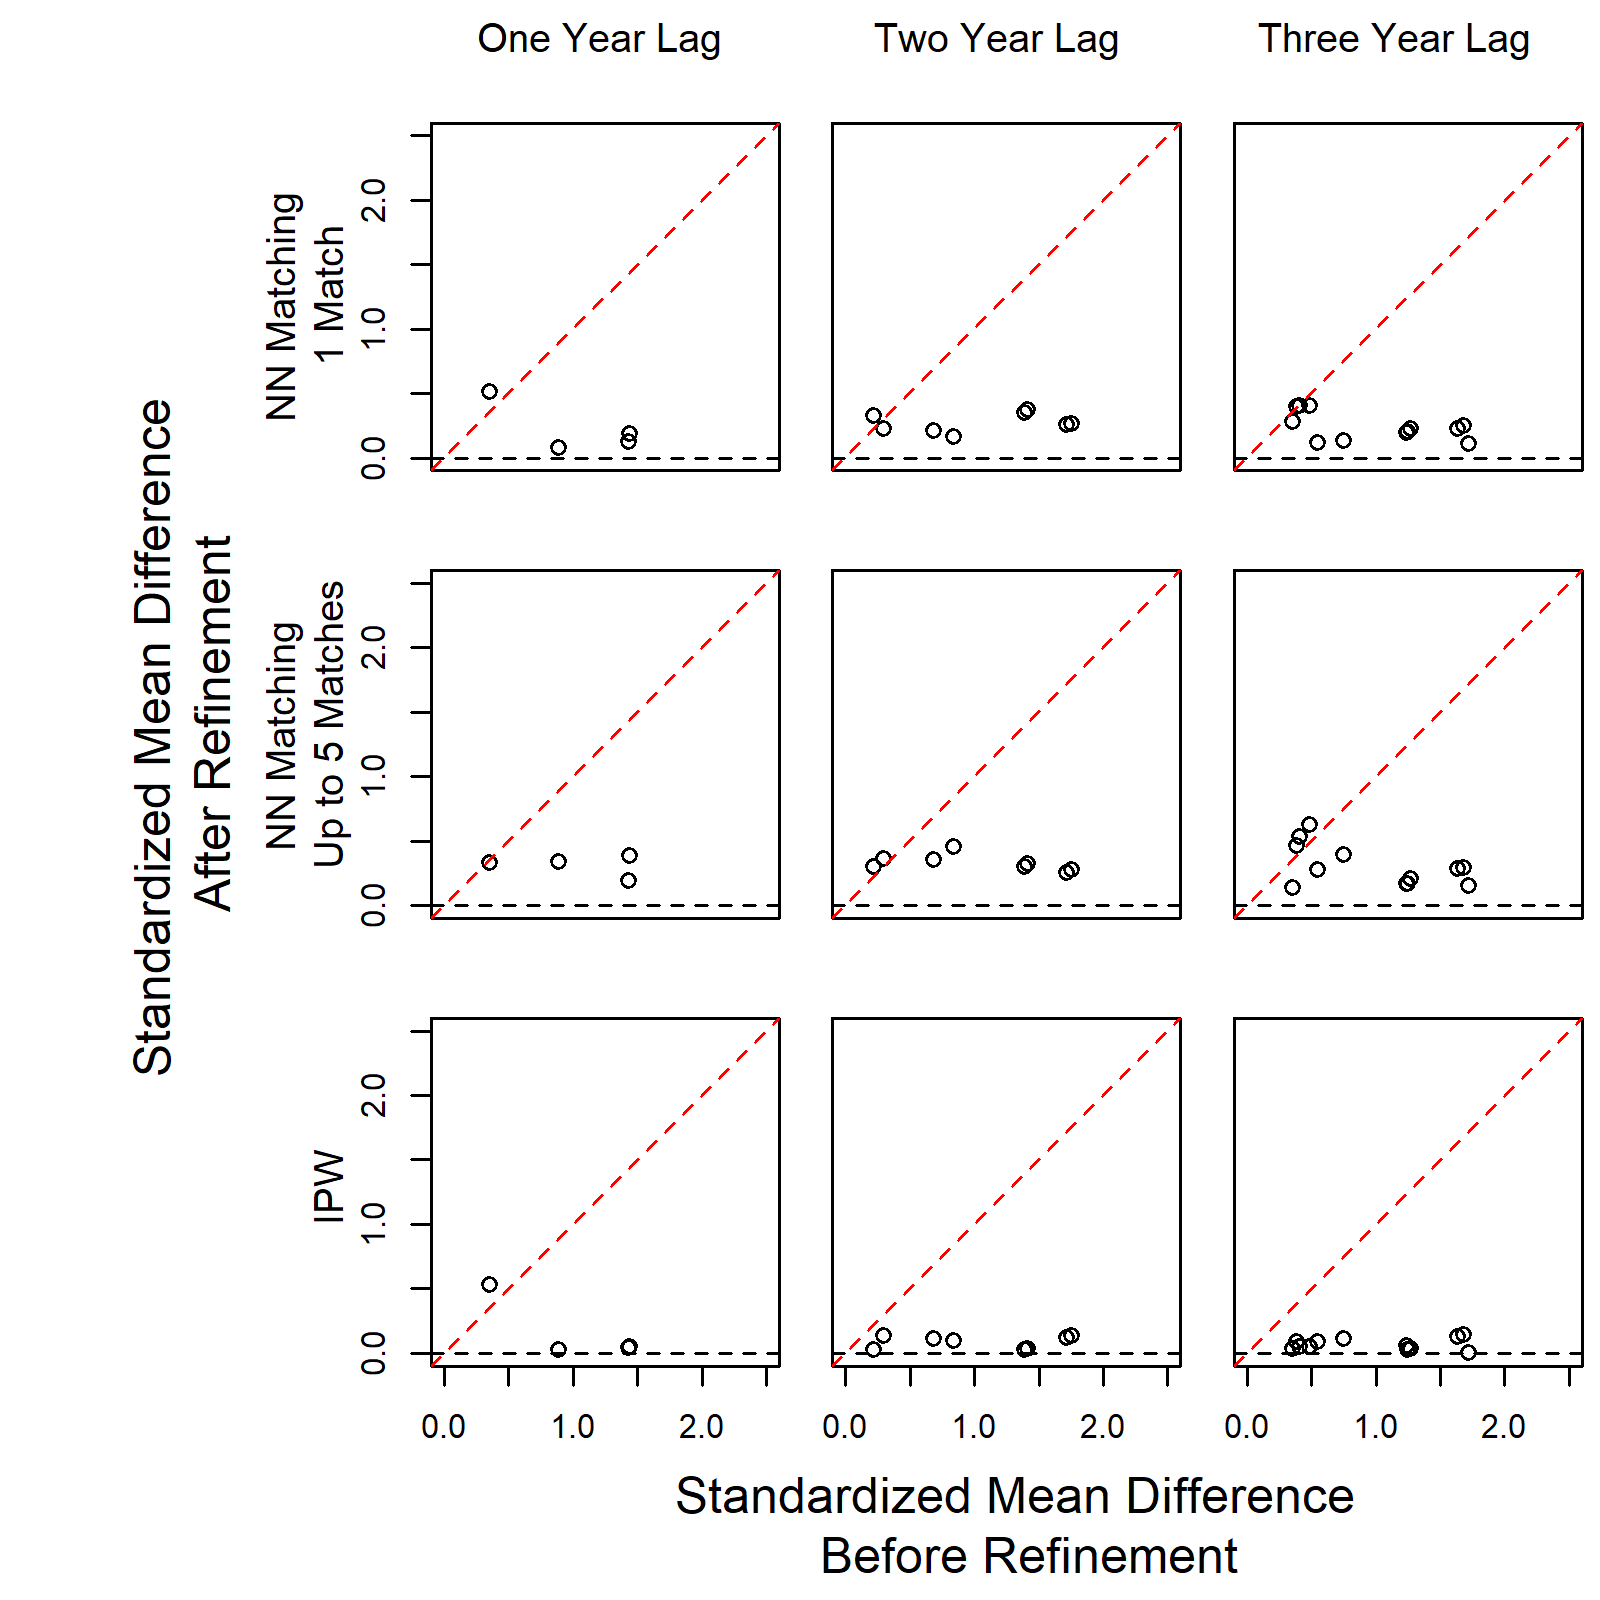 One Year Lag
Two Year Lag
Three Year Lag
Standardized Mean Difference
After Refinement
NN Matching
1 Match
0.0
1.0
2.0
NN Matching
Up to 5 Matches
0.0
1.0
2.0
IPW
0.0
1.0
2.0
0.0
1.0
2.0
0.0
1.0
2.0
0.0
1.0
2.0
Standardized Mean Difference
Before Refinement